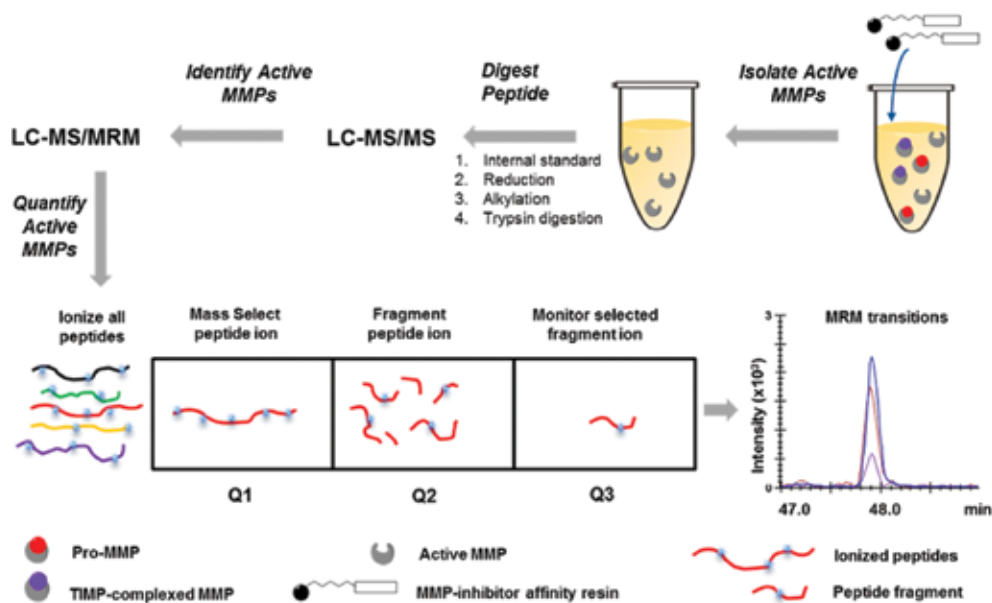 Identify Active
MMPs
Digest
Peptide
Isolate Active
MMPs
LC-MS/MRM
LC-MS/MS
1. Internal standard
2. Reduction
3. Alkylation
4. Trypsin digestion
Quantify
Active
MMPs
Ionize all
peptides
Mass Select
peptide ion
Fragment
peptide ion
Monitor selected
fragment ion
Q1
Q2
Q3
MRM transitions
3
Intensity (x10³)
0
47.0
48.0
min
Pro-MMP
Active MMP
Ionized peptides
TIMP-complexed MMP
MMP-inhibitor affinity resin
Peptide fragment